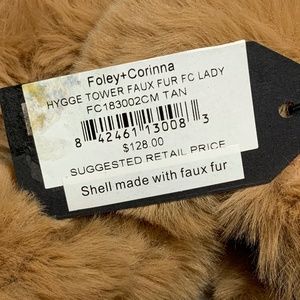 Foley+Corinna
HYGGE TOWER FAUX FUR FC LADY
FC183002CM TAN
8 42461 13008 3
$128.00
SUGGESTED RETAIL PRICE
Shell made with faux fur